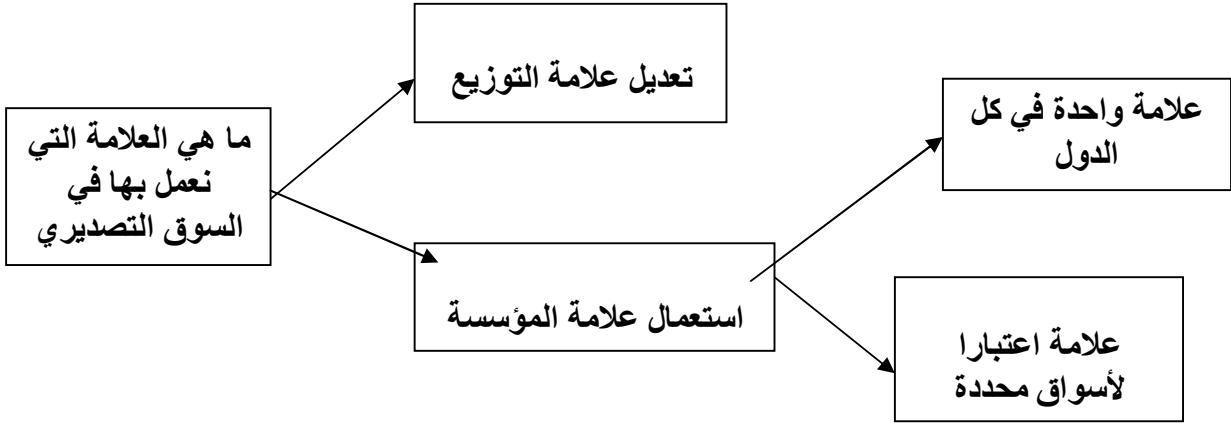 ما هي العلامة التي
نعمل بها في
السوق التصديري
تعديل علامة التوزيع
استعمال علامة المؤسسة
علامة واحدة في كل
الدول
علامة اعتبارا
لأسواق محددة